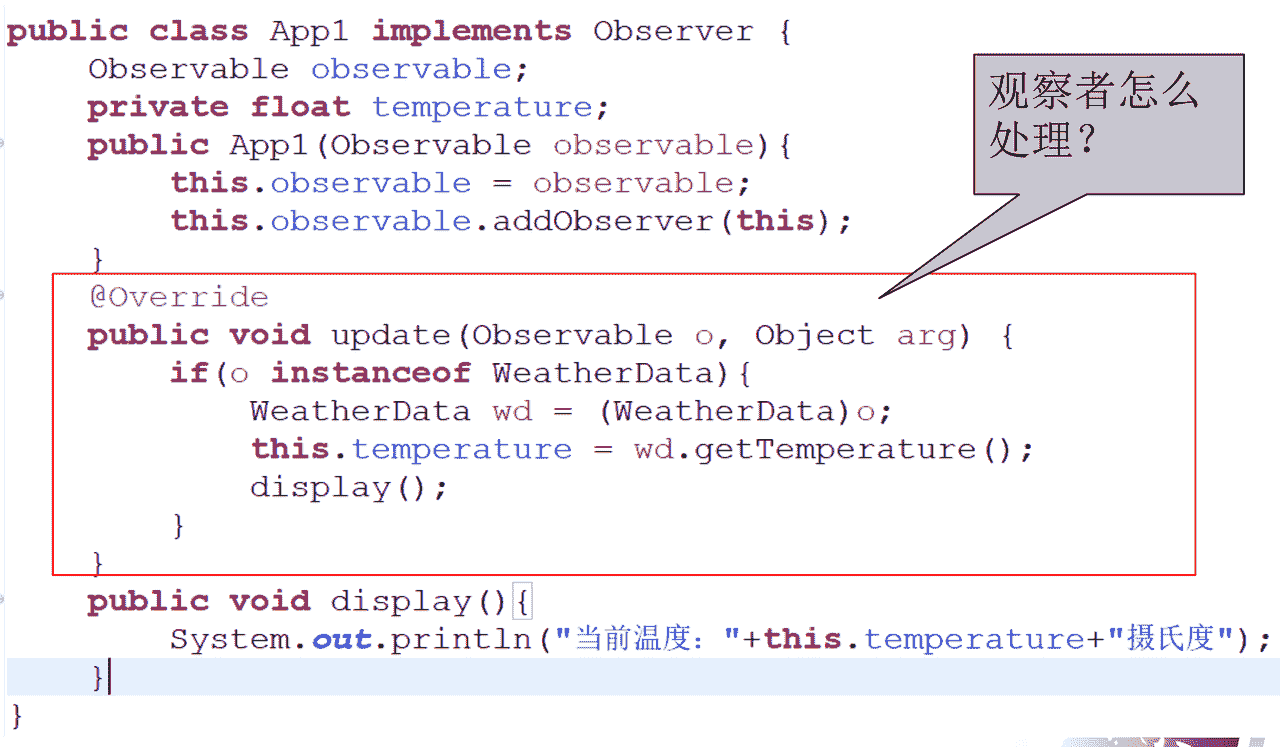 public class App1 implements Observer {
Observable observable;
private float temperature;
public App1(Observable observable){
this.observable = observable;
this.observable.addObserver(this);
}
@Override
public void update(Observable o, Object arg) {
if(o instanceof WeatherData){
WeatherData wd = (WeatherData)o;
this.temperature = wd.getTemperature();
display();
}
}
public void display(){
System.out.println("当前温度："+this.temperature+"摄氏度");
}
}
观察者怎么
处理？